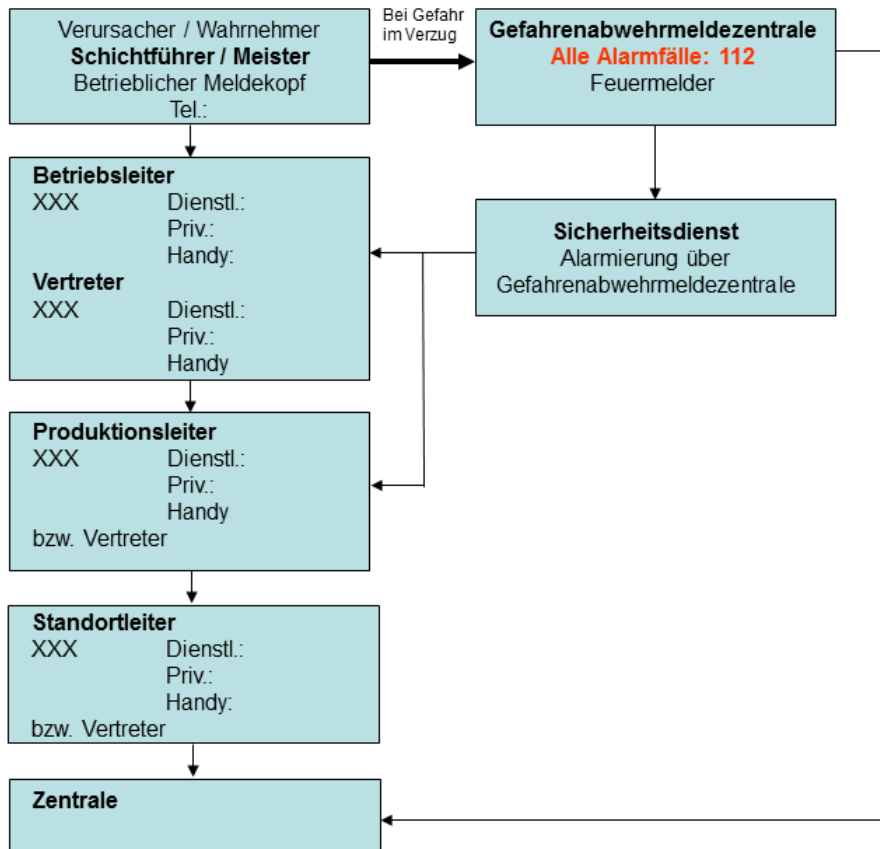 Verursacher / Wahrnehmer
Schichtführer / Meister
Betrieblicher Meldekopf
Tel.:
Bei Gefahr
im Verzug
Gefahrenabwehrmeldezentrale
Alle Alarmfälle: 112
Feuermelder
Betriebsleiter
XXX Dienstl.:
Priv.:
Handy:
Vertreter
XXX Dienstl.:
Priv.:
Handy
Sicherheitsdienst
Alarmierung über
Gefahrenabwehrmeldezentrale
Produktionsleiter
XXX Dienstl.:
Priv.:
Handy
bzw. Vertreter
Standortleiter
XXX Dienstl.:
Priv.:
Handy:
bzw. Vertreter
Zentrale